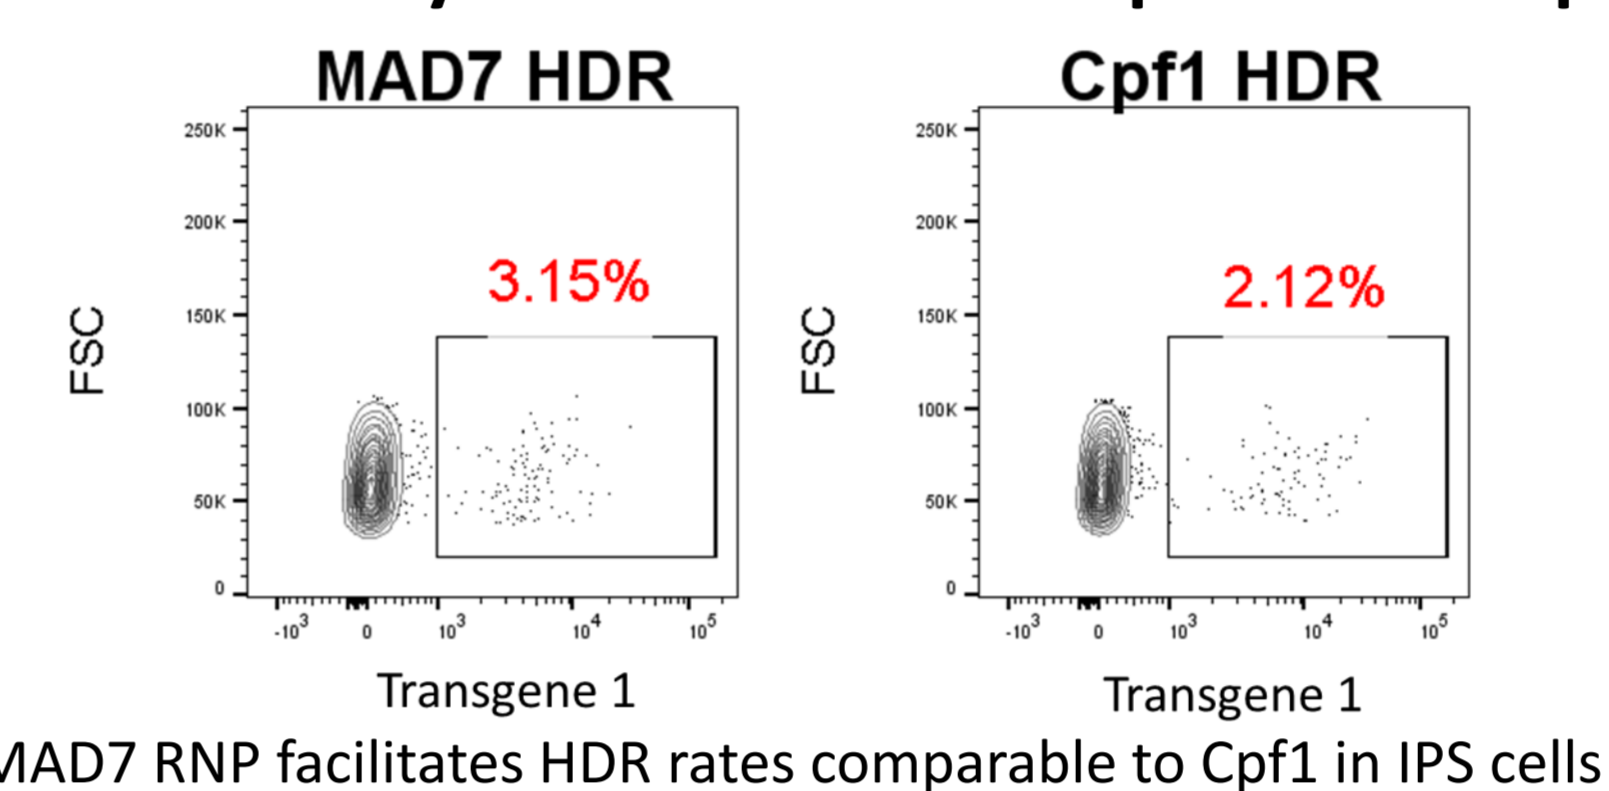 MAD7 HDR
Cpf1 HDR
250K
200K
150K
100K
50K
0
FSC
3.15%
-10³ 0 10³ 10⁴ 10⁵
Transgene 1
250K
200K
150K
100K
50K
0
FSC
2.12%
-10³ 0 10³ 10⁴ 10⁵
Transgene 1
MAD7 RNP facilitates HDR rates comparable to Cpf1 in IPS cells